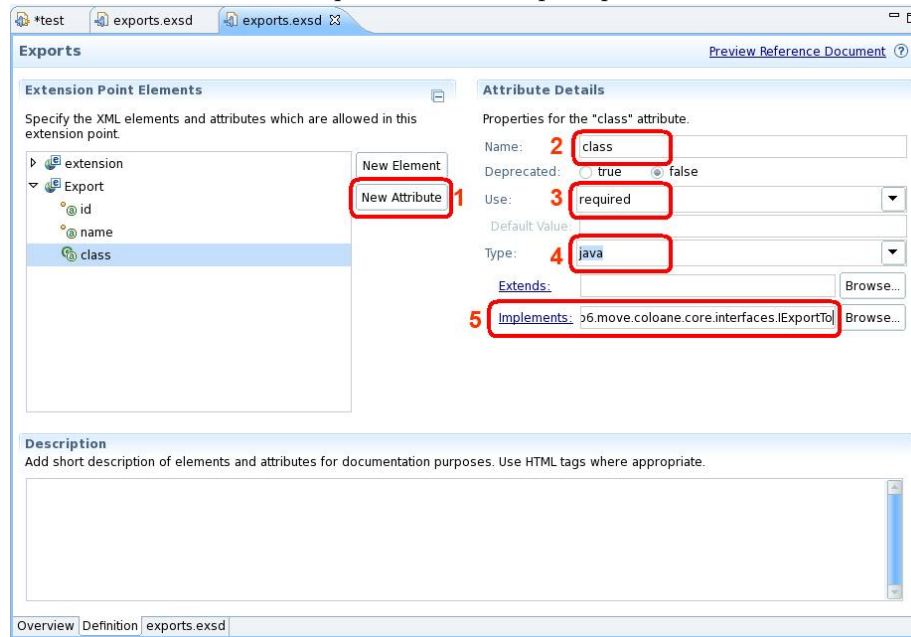 *test
exports.exsd
exports.exsd
Exports
Preview Reference Document
Extension Point Elements
Specify the XML elements and attributes which are allowed in this
extension point.
extension
Export
id
name
class
New Element
New Attribute
1
Attribute Details
Properties for the "class" attribute.
Name: 2 class
Deprecated: true false
Use: 3 required
Default Value:
Type: 4 java
Extends: Browse...
5 Implements: o6.move.coloane.core.interfaces.IExportTo Browse...
Description
Add short description of elements and attributes for documentation purposes. Use HTML tags where appropriate.
Overview Definition exports.exsd